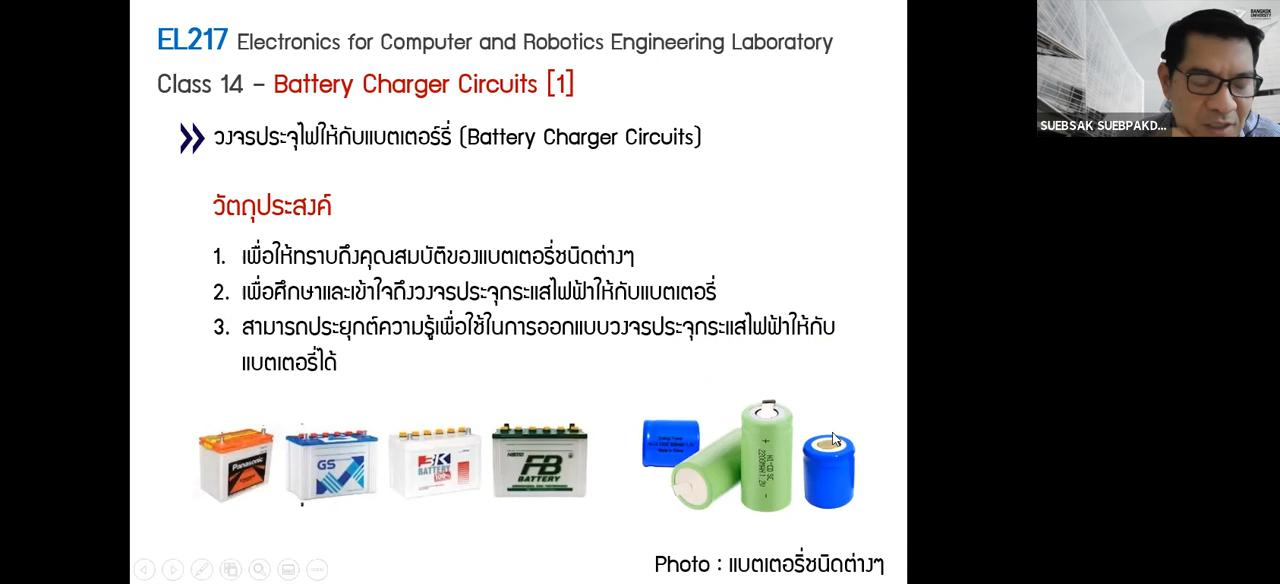 EL217 Electronics for Computer and Robotics Engineering Laboratory
Class 14 – Battery Charger Circuits [1]
วงจรประจุไฟให้กับแบตเตอร์รี่ (Battery Charger Circuits)
วัตถุประสงค์
1. เพื่อให้ทราบถึงคุณสมบัติของแบตเตอรี่ชนิดต่างๆ
2. เพื่อศึกษาและเข้าใจถึงวงจรประจุกระแสไฟฟ้าให้กับแบตเตอรี่
3. สามารถประยุกต์ความรู้เพื่อใช้ในการออกแบบวงจรประจุกระแสไฟฟ้าให้กับ
แบตเตอรี่ได้
Panasonic
GS
3K
BATTERY
FB
BATTERY
NI-CD SC
2200MAH 1.2V
Photo : แบตเตอรี่ชนิดต่างๆ
BANGKOK
UNIVERSITY
SUEBSAK SUEBPAKD...